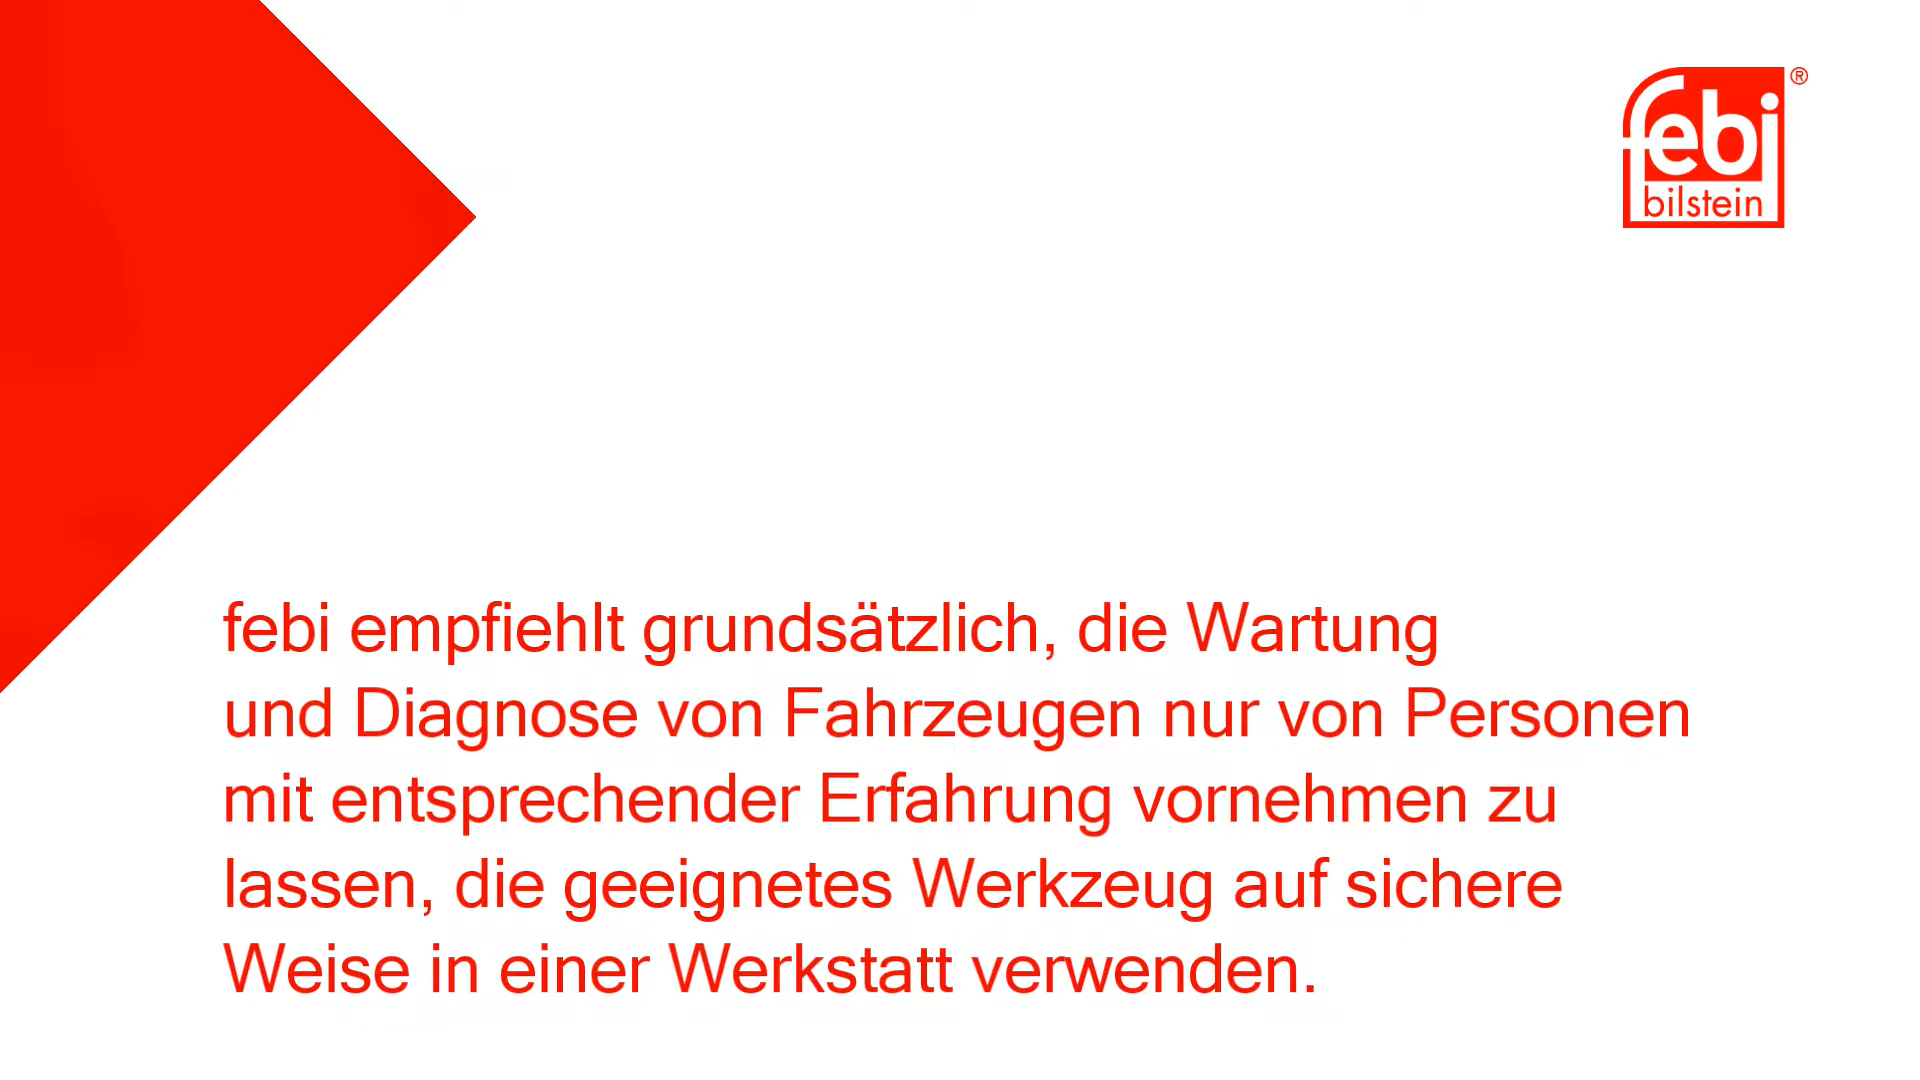 febi
bilstein
®
febi empfiehlt grundsätzlich, die Wartung
und Diagnose von Fahrzeugen nur von Personen
mit entsprechender Erfahrung vornehmen zu
lassen, die geeignetes Werkzeug auf sichere
Weise in einer Werkstatt verwenden.